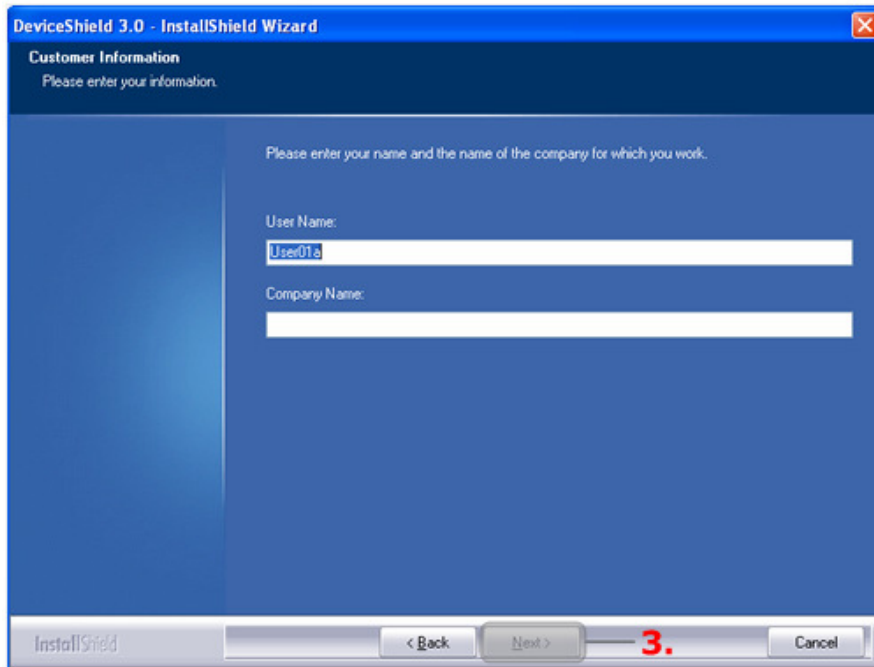 DeviceShield 3.0 - InstallShield Wizard
Customer Information
Please enter your information.
Please enter your name and the name of the company for which you work.
User Name:
User01a
Company Name:
InstallShield
< Back
Next >
3.
Cancel